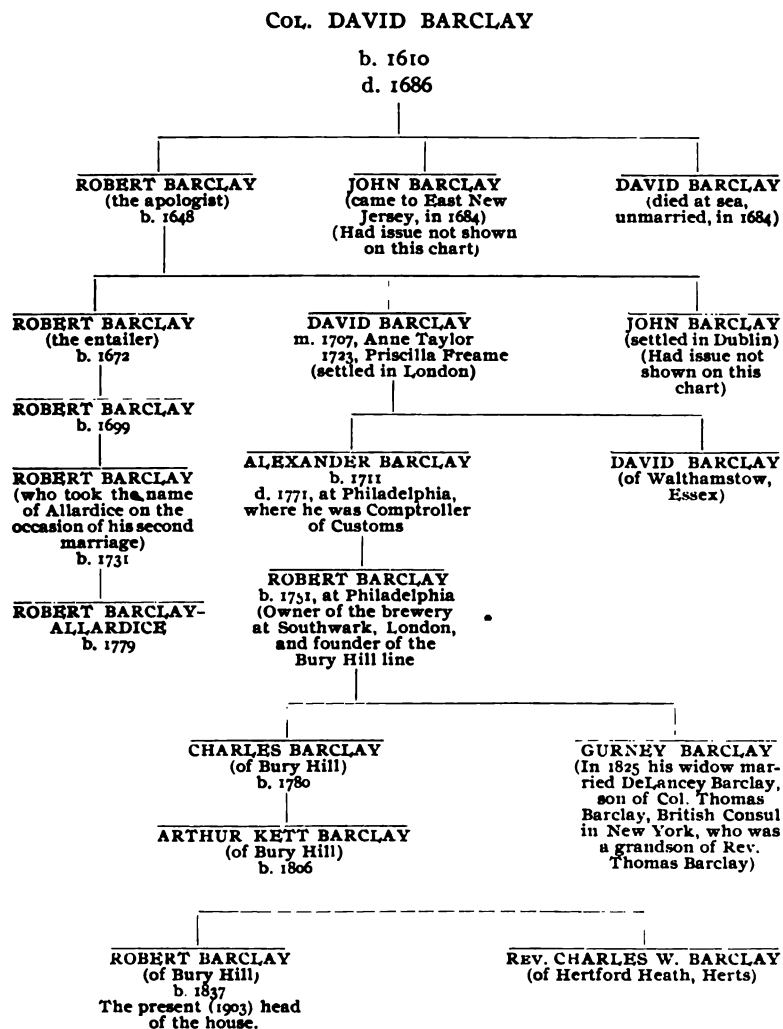 COL. DAVID BARCLAY
b. 1610
d. 1686
ROBERT BARCLAY
(the apologist)
b. 1648
JOHN BARCLAY
(came to East New
Jersey, in 1684)
(Had issue not shown
on this chart)
DAVID BARCLAY
(died at sea,
unmarried, in 1684)
ROBERT BARCLAY
(the entailer)
b. 1672
DAVID BARCLAY
m. 1707, Anne Taylor
1723, Priscilla Freame
(settled in London)
JOHN BARCLAY
(settled in Dublin)
(Had issue not
shown on this
chart)
ROBERT BARCLAY
b. 1699
ROBERT BARCLAY
(who took the name
of Allardice on the
occasion of his second
marriage)
b. 1731
ROBERT BARCLAY-
ALLARDICE
b. 1779
ALEXANDER BARCLAY
b. 1711
d. 1771, at Philadelphia,
where he was Comptroller
of Customs
DAVID BARCLAY
(of Walthamstow,
Essex)
ROBERT BARCLAY
b. 1751, at Philadelphia
(Owner of the brewery
at Southwark, London,
and founder of the
Bury Hill line
CHARLES BARCLAY
(of Bury Hill)
b. 1780
GURNEY BARCLAY
(In 1825 his widow mar-
ried DeLancey Barclay,
son of Col. Thomas
Barclay, British Consul
in New York, who was
a grandson of Rev.
Thomas Barclay)
ARTHUR KETT BARCLAY
(of Bury Hill)
b. 1806
ROBERT BARCLAY
(of Bury Hill)
b. 1837
The present (1903) head
of the house.
REV. CHARLES W. BARCLAY
(of Hertford Heath, Herts)